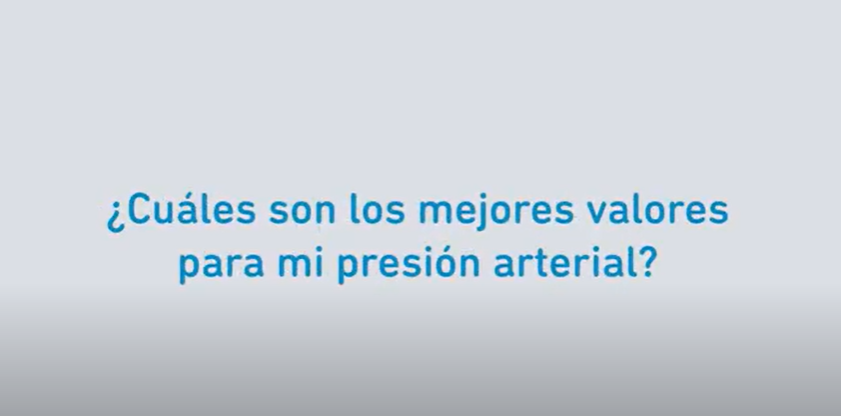 ¿Cuáles son los mejores valores
para mi presión arterial?